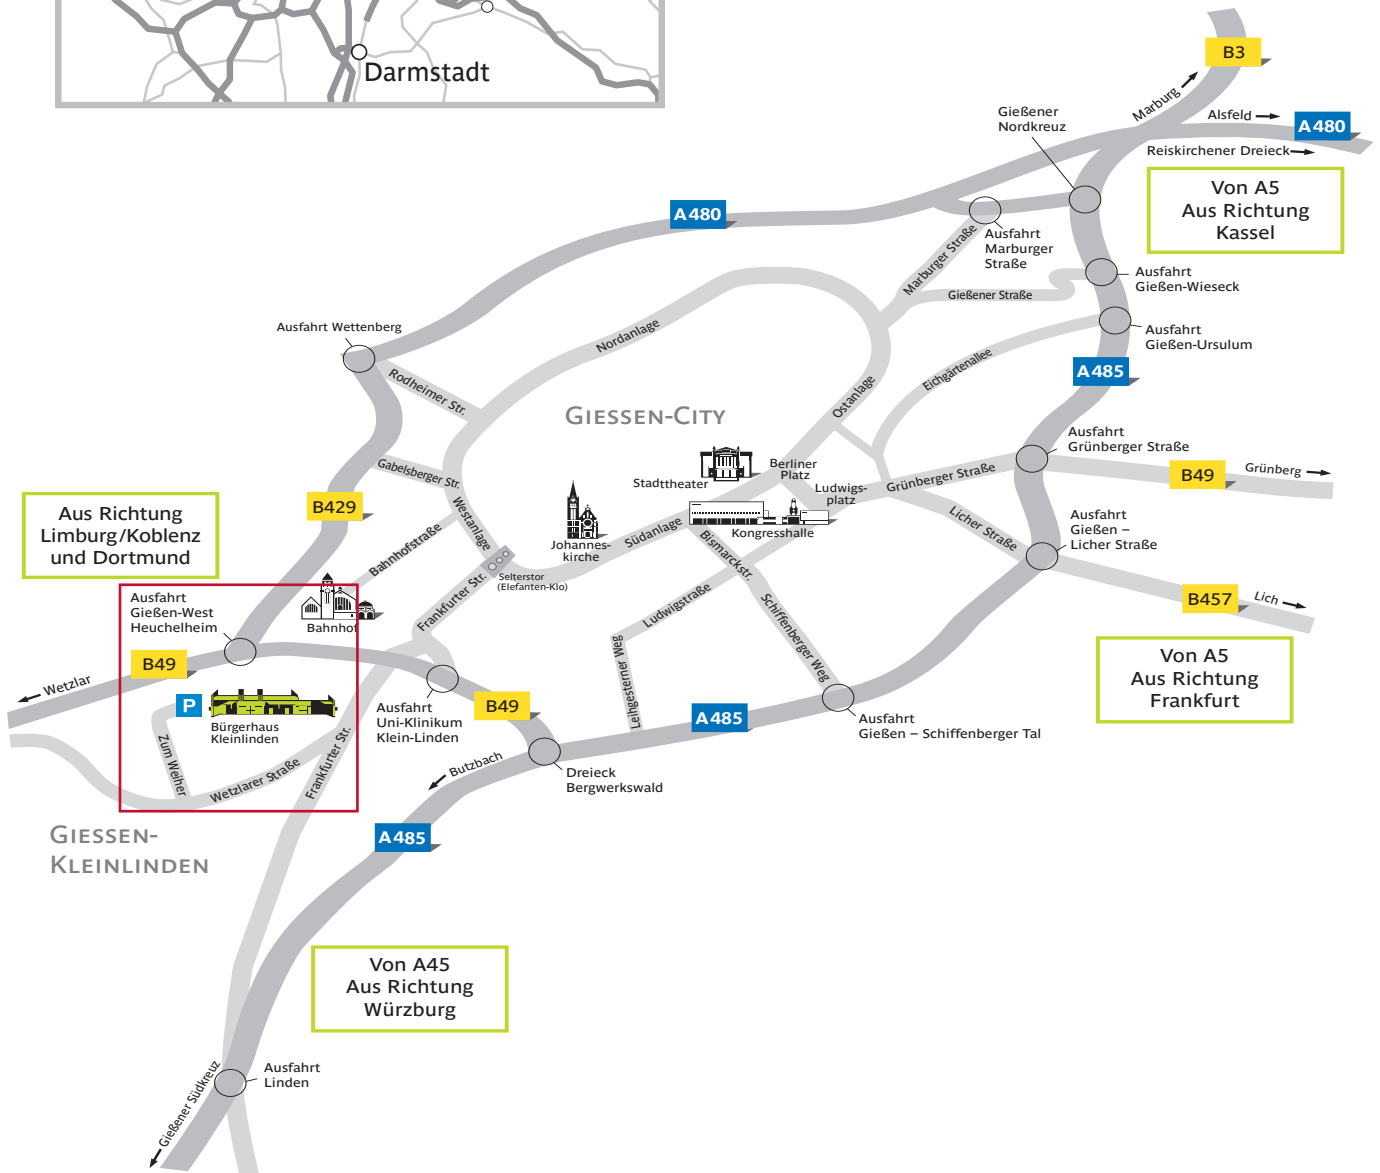 Darmstadt
B3
Marburg
Alsfeld
A480
Gießener
Nordkreuz
Reiskirchener Dreieck
Von A5
Aus Richtung
Kassel
A480
Ausfahrt
Marburger
Straße
Marburger Straße
Ausfahrt
Gießen-Wieseck
Gießener Straße
Ausfahrt Wettenberg
Nordanlage
Ausfahrt
Gießen-Ursulum
Eichgärtenallee
A485
Rodheimer Str.
Ostanlage
GIESSEN-CITY
Ausfahrt
Grünberger Straße
Gabelsberger Str.
Berliner
Platz
Stadttheater
Ludwigs-
platz
Grünberger Straße
B49
Grünberg
Aus Richtung
Limburg/Koblenz
und Dortmund
B429
Westanlage
Bahnhofstraße
Johannes-
kirche
Südanlage
Kongresshalle
Licher Straße
Ausfahrt
Gießen –
Licher Straße
Bismarckstr.
Selterstor
(Elefanten-Klo)
Frankfurter Str.
Ludwigstraße
Schiffenberger Weg
B457
Lich
Ausfahrt
Gießen-West
Heuchelheim
Bahnhof
Leihgesterner Weg
Von A5
Aus Richtung
Frankfurt
B49
Wetzlar
P
Bürgerhaus
Kleinlinden
Ausfahrt
Uni-Klinikum
Klein-Linden
B49
A485
Ausfahrt
Gießen – Schiffenberger Tal
Zum Weiher
Wetzlarer Straße
Frankfurter Str.
Butzbach
Dreieck
Bergwerkswald
GIESSEN-
KLEINLINDEN
A485
Von A45
Aus Richtung
Würzburg
Ausfahrt
Linden
Gießener Südkreuz